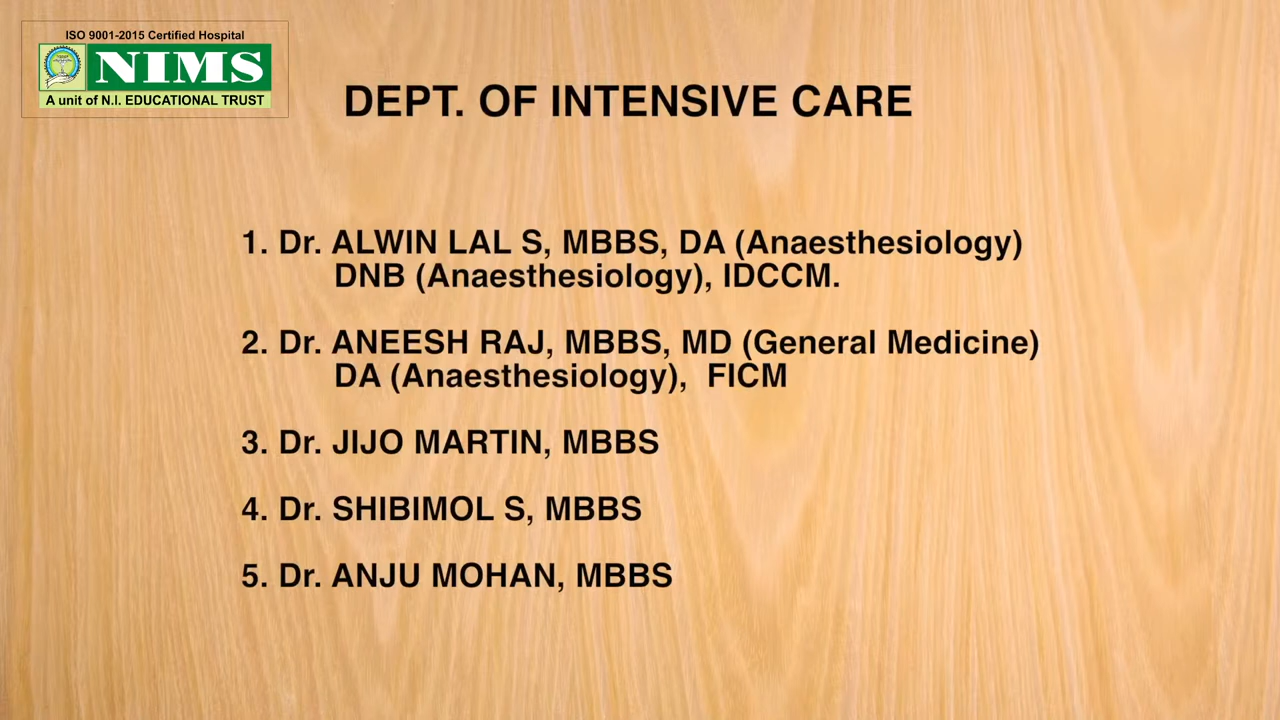 ISO 9001-2015 Certified Hospital
NIMS
A unit of N.I. EDUCATIONAL TRUST
DEPT. OF INTENSIVE CARE
1. Dr. ALWIN LAL S, MBBS, DA (Anaesthesiology)
DNB (Anaesthesiology), IDCCM.
2. Dr. ANEESH RAJ, MBBS, MD (General Medicine)
DA (Anaesthesiology), FICM
3. Dr. JIJO MARTIN, MBBS
4. Dr. SHIBIMOL S, MBBS
5. Dr. ANJU MOHAN, MBBS